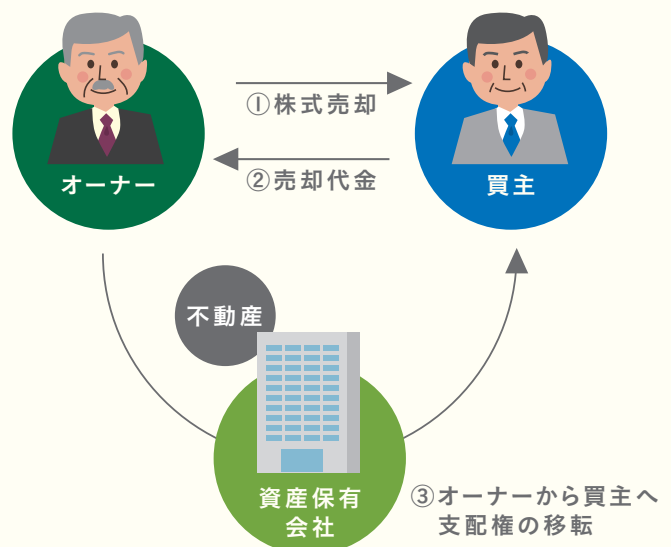 ①株式売却
②売却代金
オーナー
買主
不動産
資産保有
会社
③オーナーから買主へ
支配権の移転